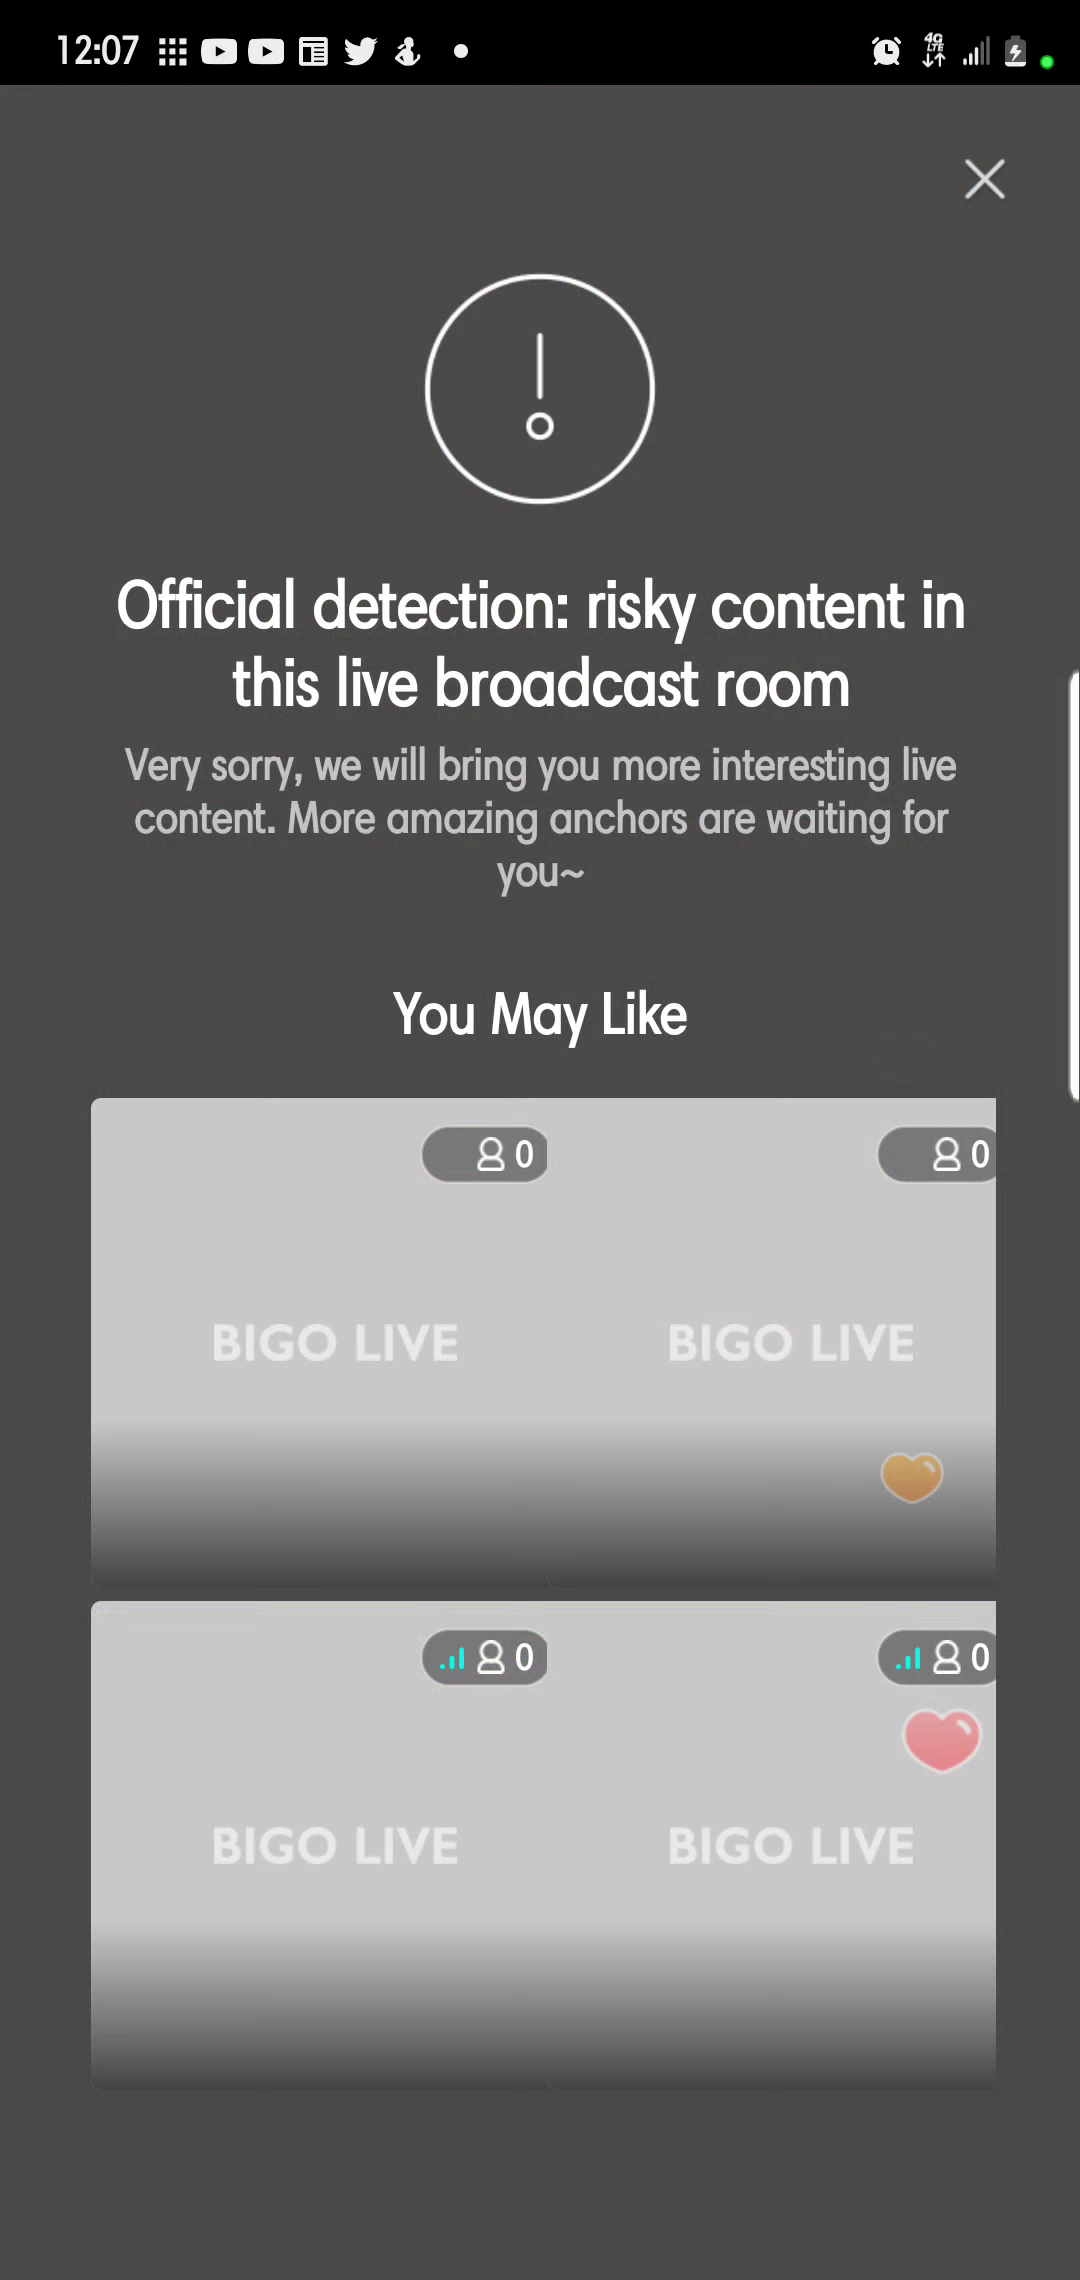 12:07
4G
LTE
Official detection: risky content in
this live broadcast room
Very sorry, we will bring you more interesting live
content. More amazing anchors are waiting for
you~
You May Like
0
0
BIGO LIVE
BIGO LIVE
0
0
BIGO LIVE
BIGO LIVE